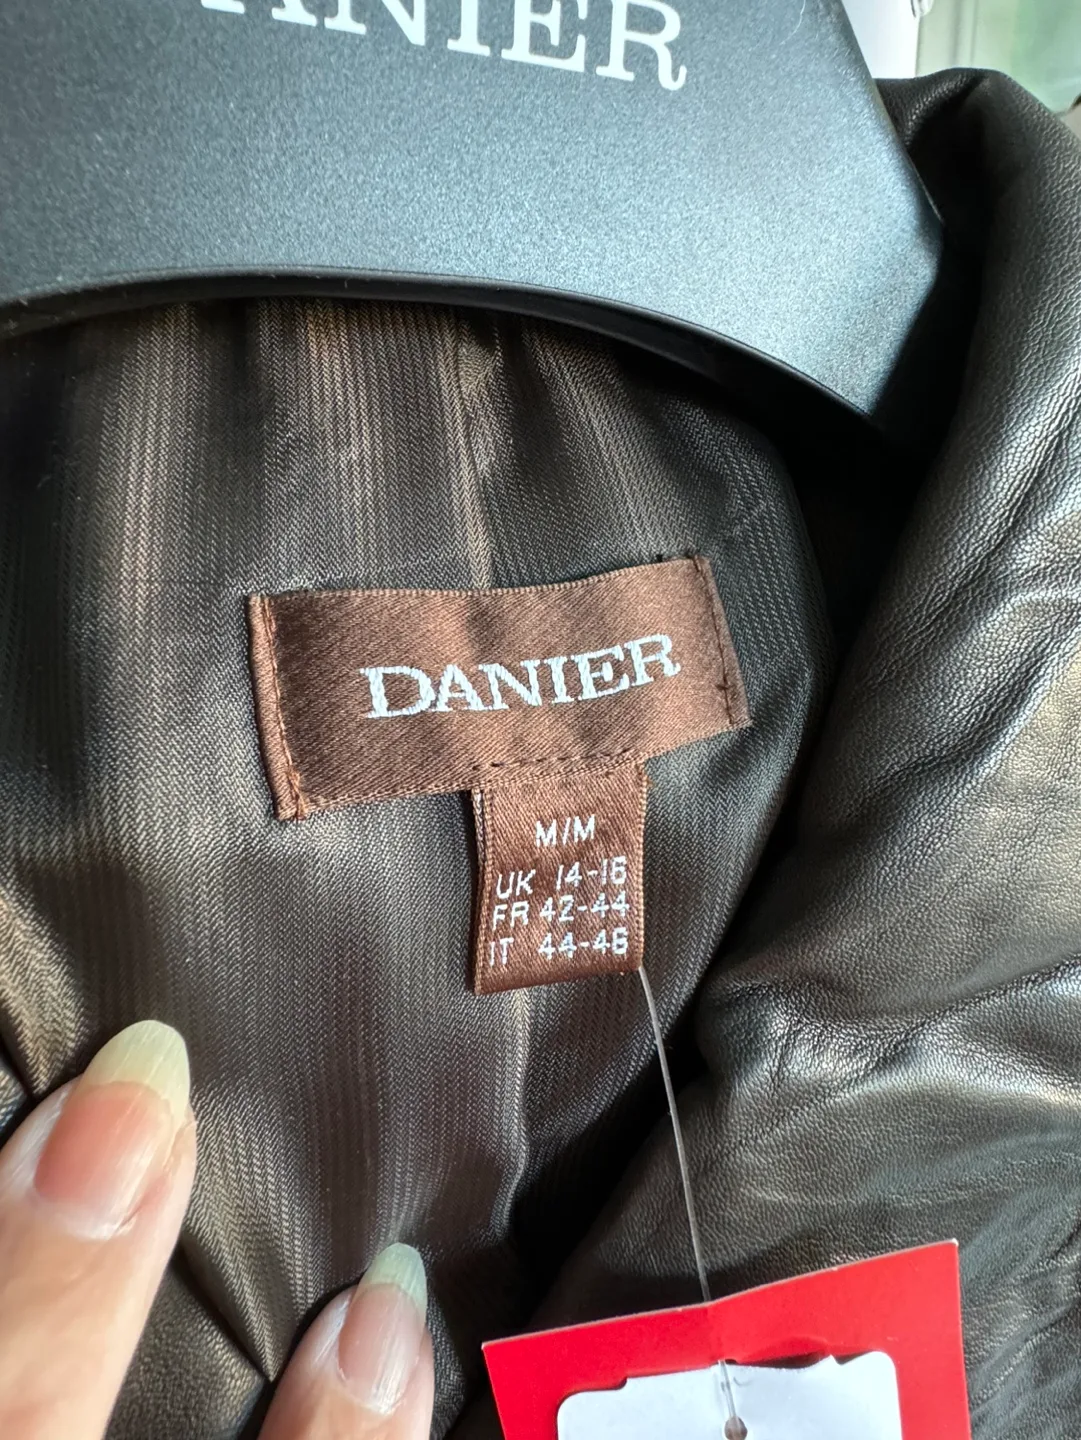 ANIER
DANIER
M/M
UK 14-16
FR 42-44
IT 44-46